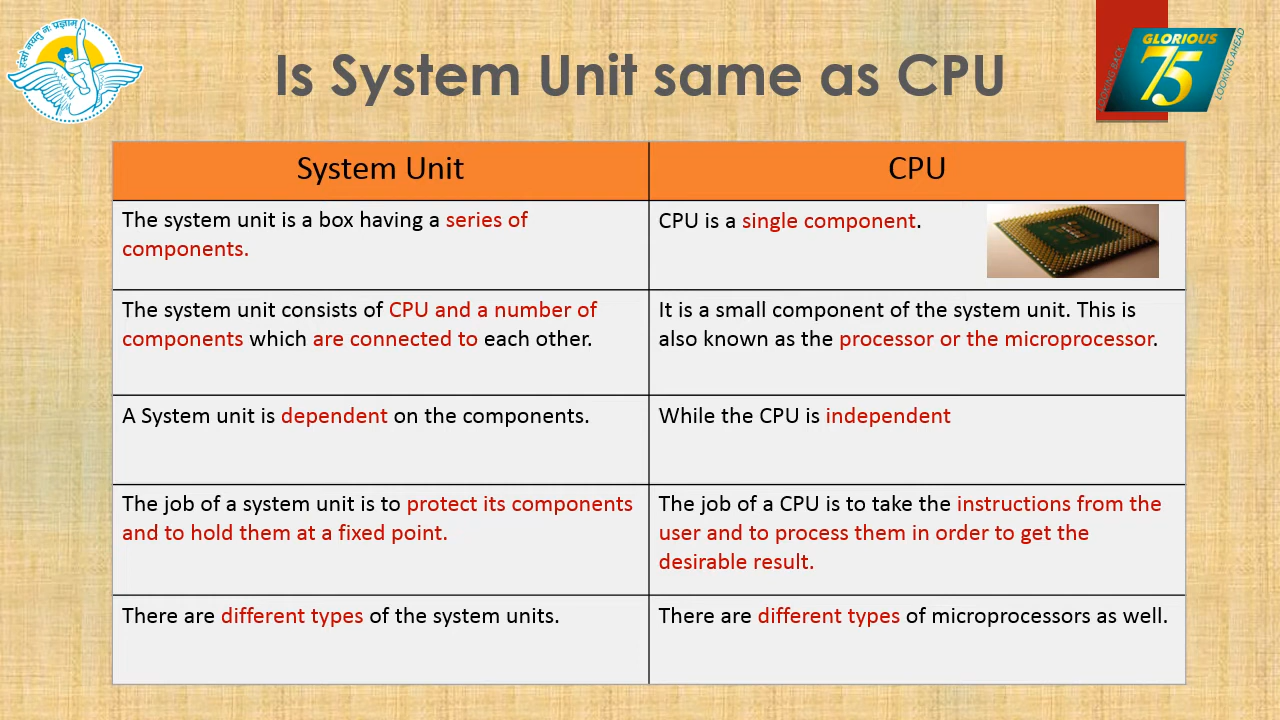 हंसो नयतु नः प्रज्ञाम्
Is System Unit same as CPU
GLORIOUS
75
LOOKING BACK
LOOKING AHEAD
System Unit
CPU
The system unit is a box having a series of
components.
CPU is a single component.
The system unit consists of CPU and a number of
components which are connected to each other.
It is a small component of the system unit. This is
also known as the processor or the microprocessor.
A System unit is dependent on the components.
While the CPU is independent
The job of a system unit is to protect its components
and to hold them at a fixed point.
The job of a CPU is to take the instructions from the
user and to process them in order to get the
desirable result.
There are different types of the system units.
There are different types of microprocessors as well.